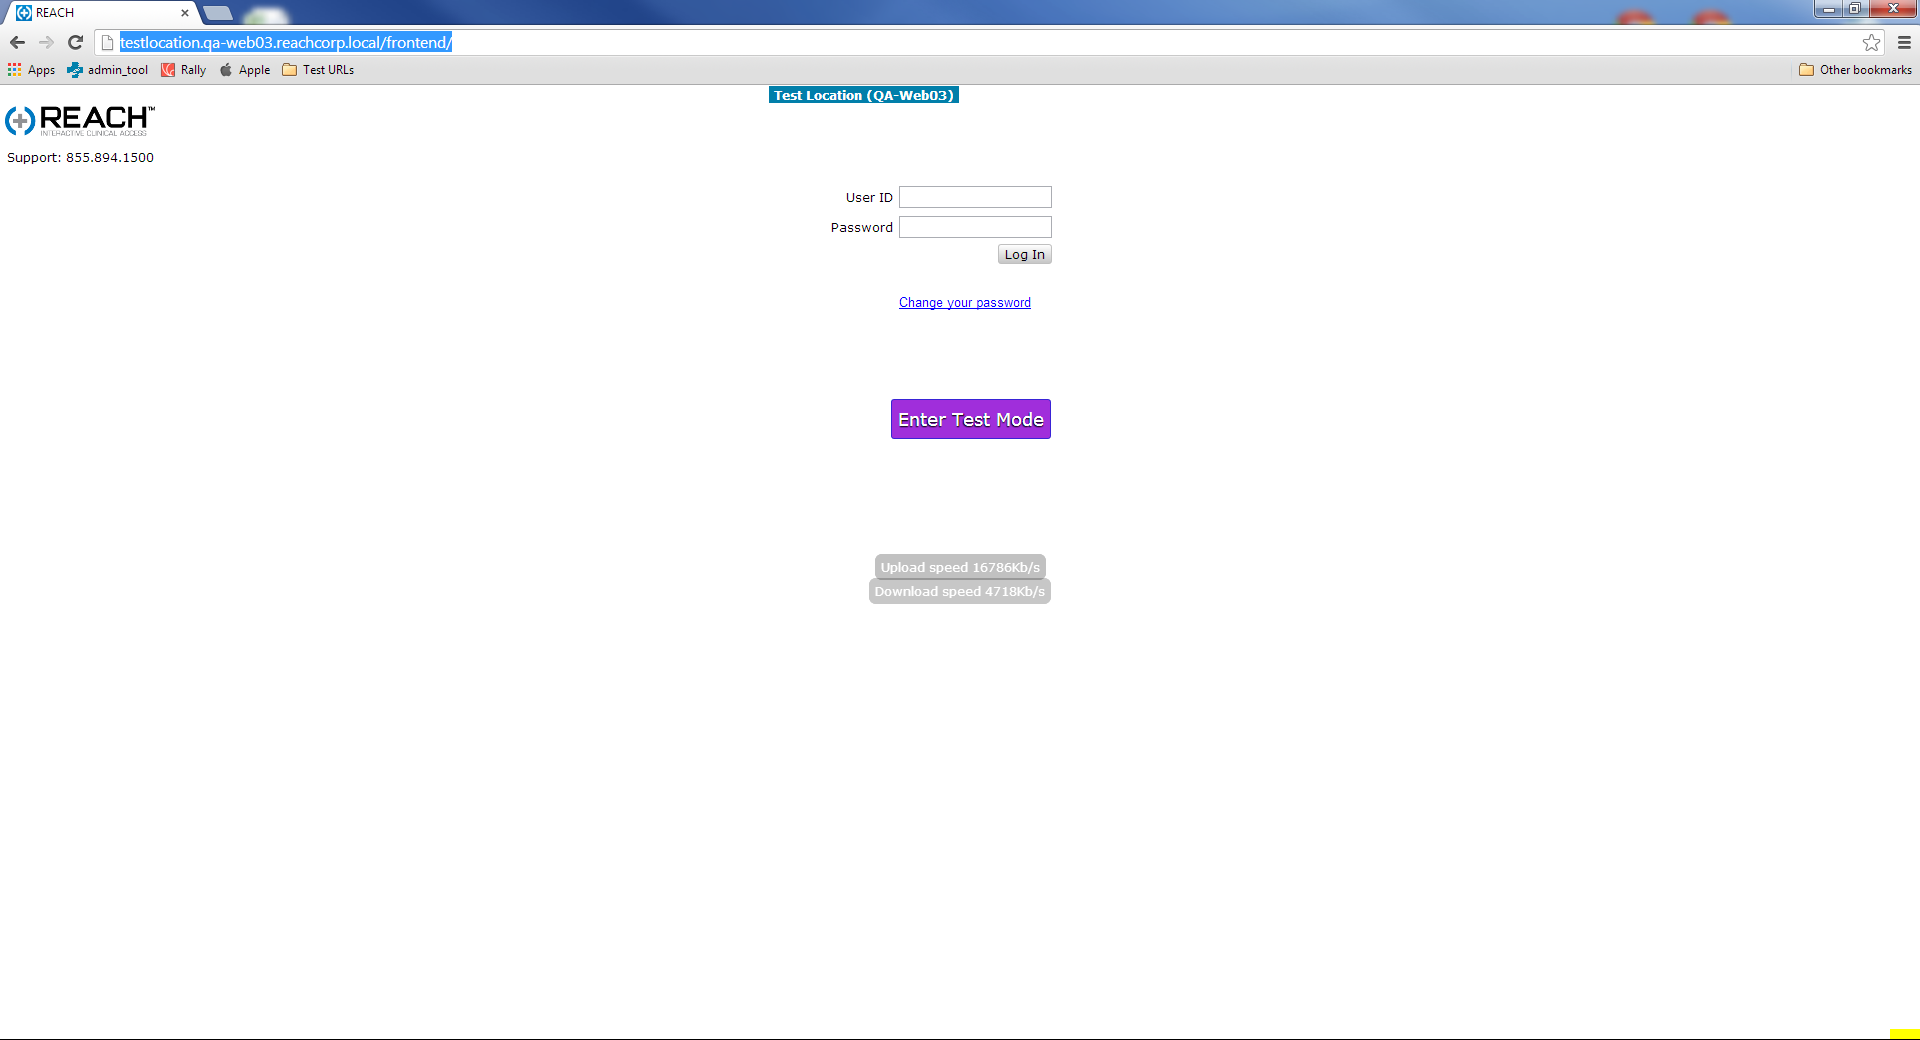 REACH
testlocation.qa-web03.reachcorp.local/frontend/
Apps admin_tool Rally Apple Test URLs Other bookmarks
Test Location (QA-Web03)
REACH™
INTERACTIVE CLINICAL ACCESS
Support: 855.894.1500
User ID
Password
Log In
Change your password
Enter Test Mode
Upload speed 16786Kb/s
Download speed 4718Kb/s